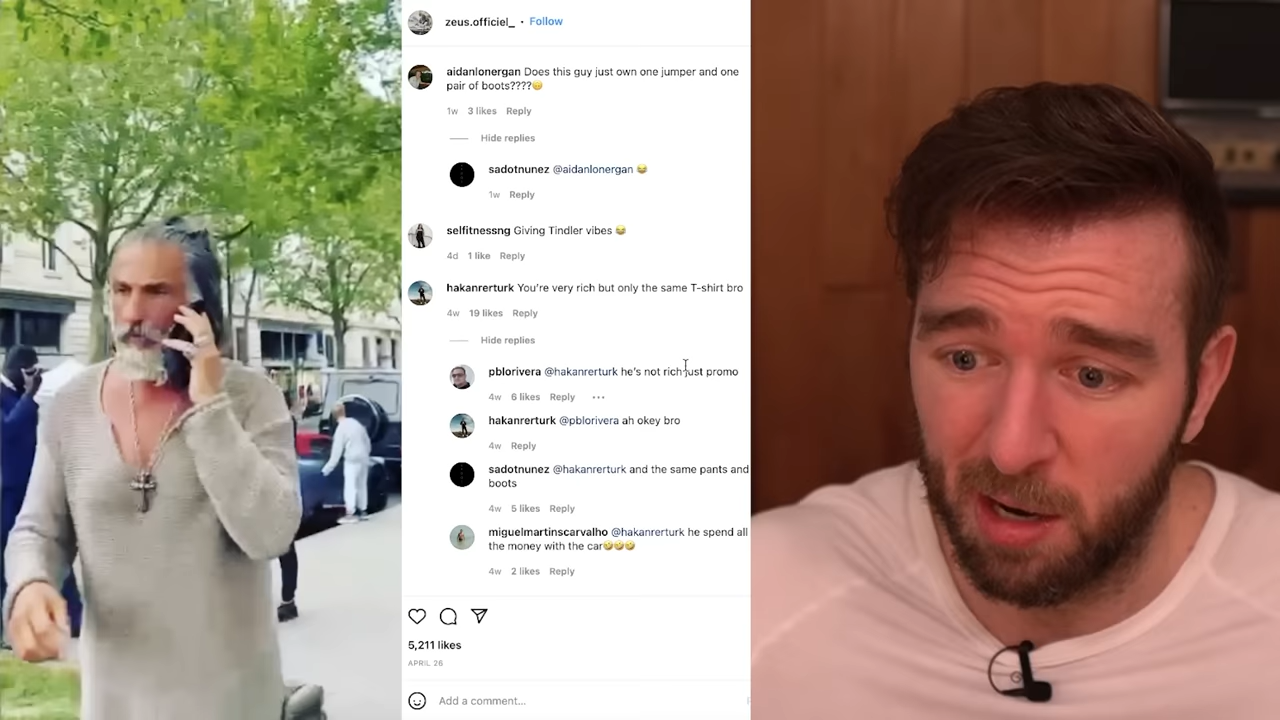 zeus.officiel_ • Follow
aidanlonergan Does this guy just own one jumper and one
pair of boots????😁
1w 3 likes Reply
Hide replies
sadotnunez @aidanlonergan 😂
1w Reply
selfitnessng Giving Tindler vibes 😂
4d 1 like Reply
hakanrerturk You're very rich but only the same T-shirt bro
4w 19 likes Reply
Hide replies
pblorivera @hakanrerturk he's not rich just promo
4w 6 likes Reply ...
hakanrerturk @pblorivera ah okey bro
4w Reply
sadotnunez @hakanrerturk and the same pants and
boots
4w 5 likes Reply
miguelmartinscarvalho @hakanrerturk he spend all
the money with the car🤣🤣🤣
4w 2 likes Reply
5,211 likes
APRIL 26
Add a comment...